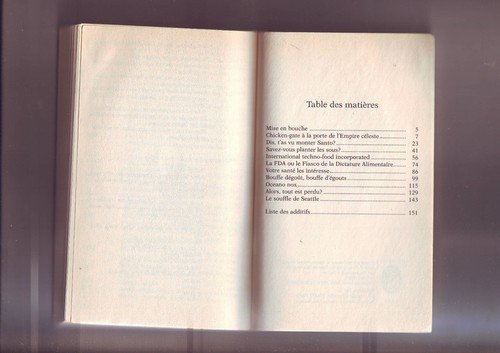 Table des matières
Mise en bouche 5
Chicken-gate à la porte de l'Empire céleste 7
Dis, t'as vu monter Santo? 23
Savez-vous planter les sous? 41
International techno-food incorporated 56
La FDA ou le Fiasco de la Dictature Alimentaire 74
Votre santé les intéresse 86
Bouffe dégoût, bouffe d'égouts 99
Oceano nox 115
Alors, tout est perdu? 129
Le souffle de Seattle 143
Liste des additifs 151